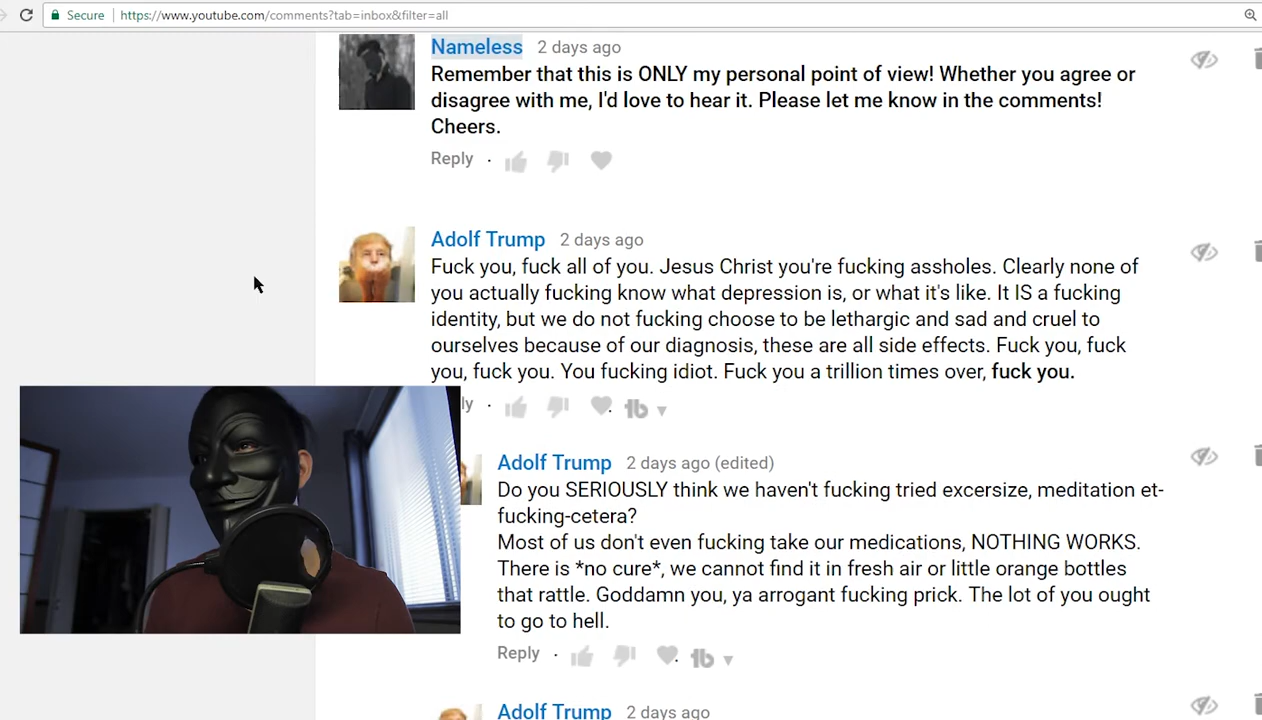 Secure https://www.youtube.com/comments?tab=inbox&filter=all
Nameless 2 days ago
Remember that this is ONLY my personal point of view! Whether you agree or
disagree with me, I'd love to hear it. Please let me know in the comments!
Cheers.
Reply ·
Adolf Trump 2 days ago
Fuck you, fuck all of you. Jesus Christ you're fucking assholes. Clearly none of
you actually fucking know what depression is, or what it's like. It IS a fucking
identity, but we do not fucking choose to be lethargic and sad and cruel to
ourselves because of our diagnosis, these are all side effects. Fuck you, fuck
you, fuck you. You fucking idiot. Fuck you a trillion times over, fuck you.
ly · tb
Adolf Trump 2 days ago (edited)
Do you SERIOUSLY think we haven't fucking tried excersize, meditation et-
fucking-cetera?
Most of us don't even fucking take our medications, NOTHING WORKS.
There is *no cure*, we cannot find it in fresh air or little orange bottles
that rattle. Goddamn you, ya arrogant fucking prick. The lot of you ought
to go to hell.
Reply · tb
Adolf Trump 2 days ago